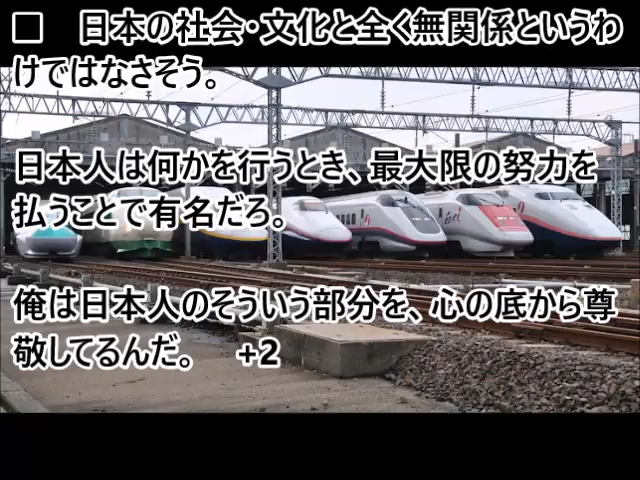 □　日本の社会・文化と全く無関係というわ
けではなさそう。
日本人は何かを行うとき、最大限の努力を
払うことで有名だろ。
俺は日本人のそういう部分を、心の底から尊
敬してるんだ。　+2